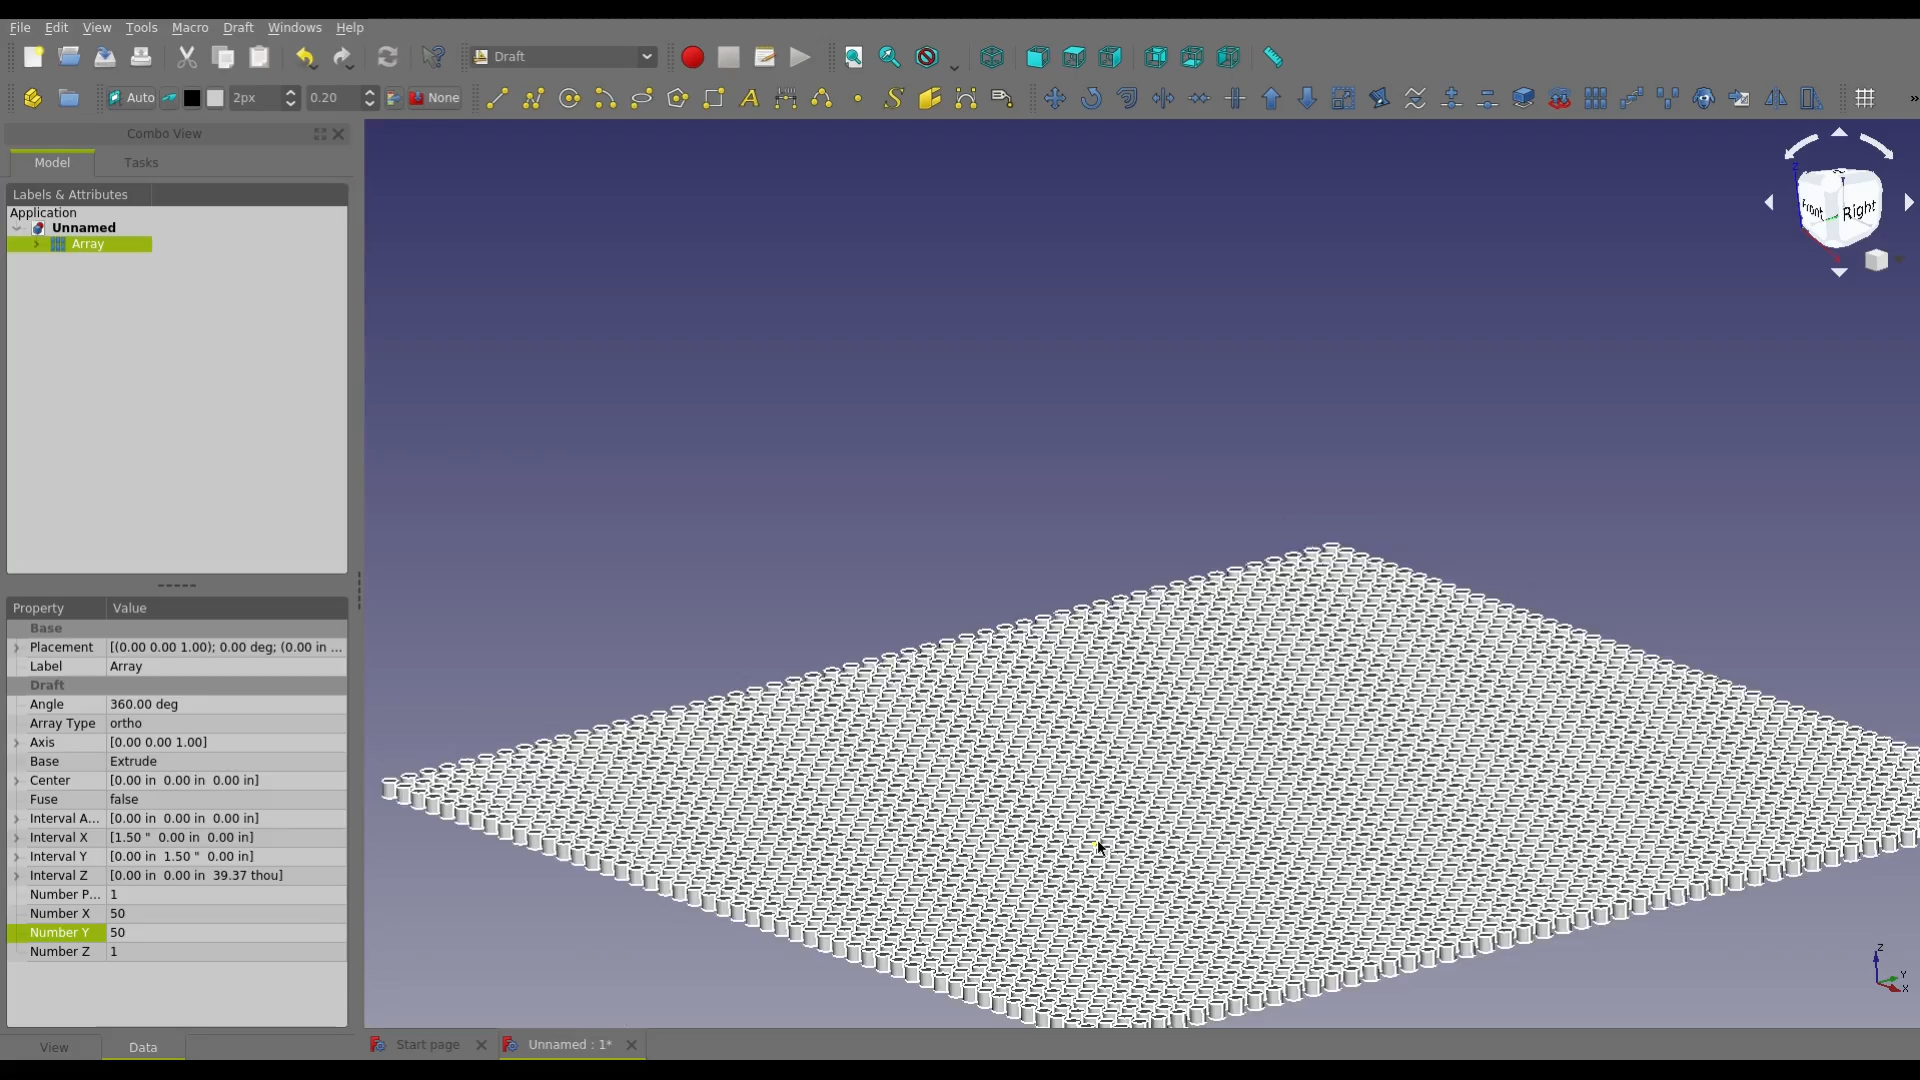 File Edit View Tools Macro Draft Windows Help
Draft
Auto 2px 0.20 None
Combo View
Model Tasks
Labels & Attributes
Application
Unnamed
Array
Property Value
Base
Placement [(0.00 0.00 1.00); 0.00 deg; (0.00 in ...
Label Array
Draft
Angle 360.00 deg
Array Type ortho
Axis [0.00 0.00 1.00]
Base Extrude
Center [0.00 in 0.00 in 0.00 in]
Fuse false
Interval A... [0.00 in 0.00 in 0.00 in]
Interval X [1.50 " 0.00 in 0.00 in]
Interval Y [0.00 in 1.50 " 0.00 in]
Interval Z [0.00 in 0.00 in 39.37 thou]
Number P... 1
Number X 50
Number Y 50
Number Z 1
View Data
Start page Unnamed : 1*
Front Right
Z
Y
X